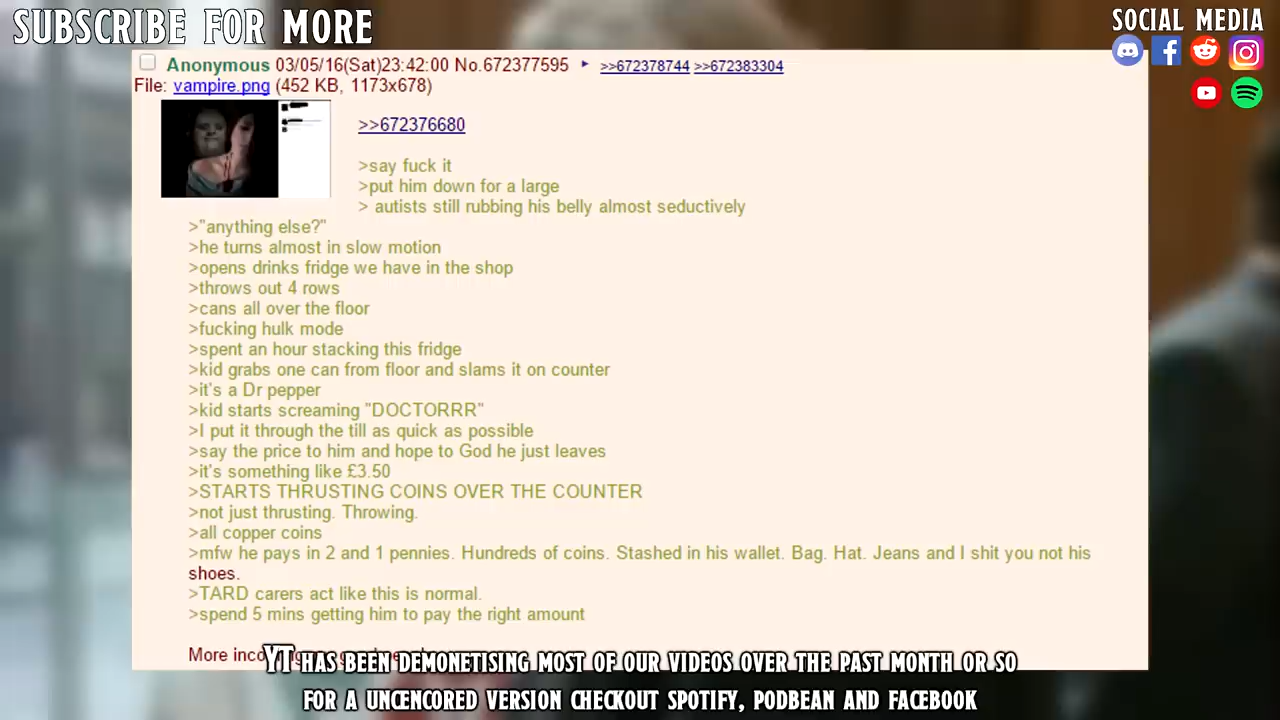 SUBSCRIBE FOR MORE
SOCIAL MEDIA
Anonymous 03/05/16(Sat)23:42:00 No.672377595 ▸ >>672378744 >>672383304
File: vampire.png (452 KB, 1173x678)
>>672376680
>say fuck it
>put him down for a large
> autists still rubbing his belly almost seductively
>"anything else?"
>he turns almost in slow motion
>opens drinks fridge we have in the shop
>throws out 4 rows
>cans all over the floor
>fucking hulk mode
>spent an hour stacking this fridge
>kid grabs one can from floor and slams it on counter
>it's a Dr pepper
>kid starts screaming "DOCTORRR"
>I put it through the till as quick as possible
>say the price to him and hope to God he just leaves
>it's something like £3.50
>STARTS THRUSTING COINS OVER THE COUNTER
>not just thrusting. Throwing.
>all copper coins
>mfw he pays in 2 and 1 pennies. Hundreds of coins. Stashed in his wallet. Bag. Hat. Jeans and I shit you not his
shoes.
>TARD carers act like this is normal.
>spend 5 mins getting him to pay the right amount
More
YT HAS BEEN DEMONETISING MOST OF OUR VIDEOS OVER THE PAST MONTH OR SO
FOR A UNCENCORED VERSION CHECKOUT SPOTIFY, PODBEAN AND FACEBOOK